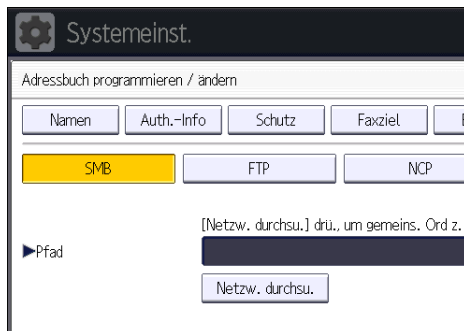 Systemeinst.
Adressbuch programmieren / ändern
Namen Auth.-Info Schutz Faxziel
SMB FTP NCP
[Netzw. durchsu.] drü., um gemeins. Ord z.
▶Pfad
Netzw. durchsu.